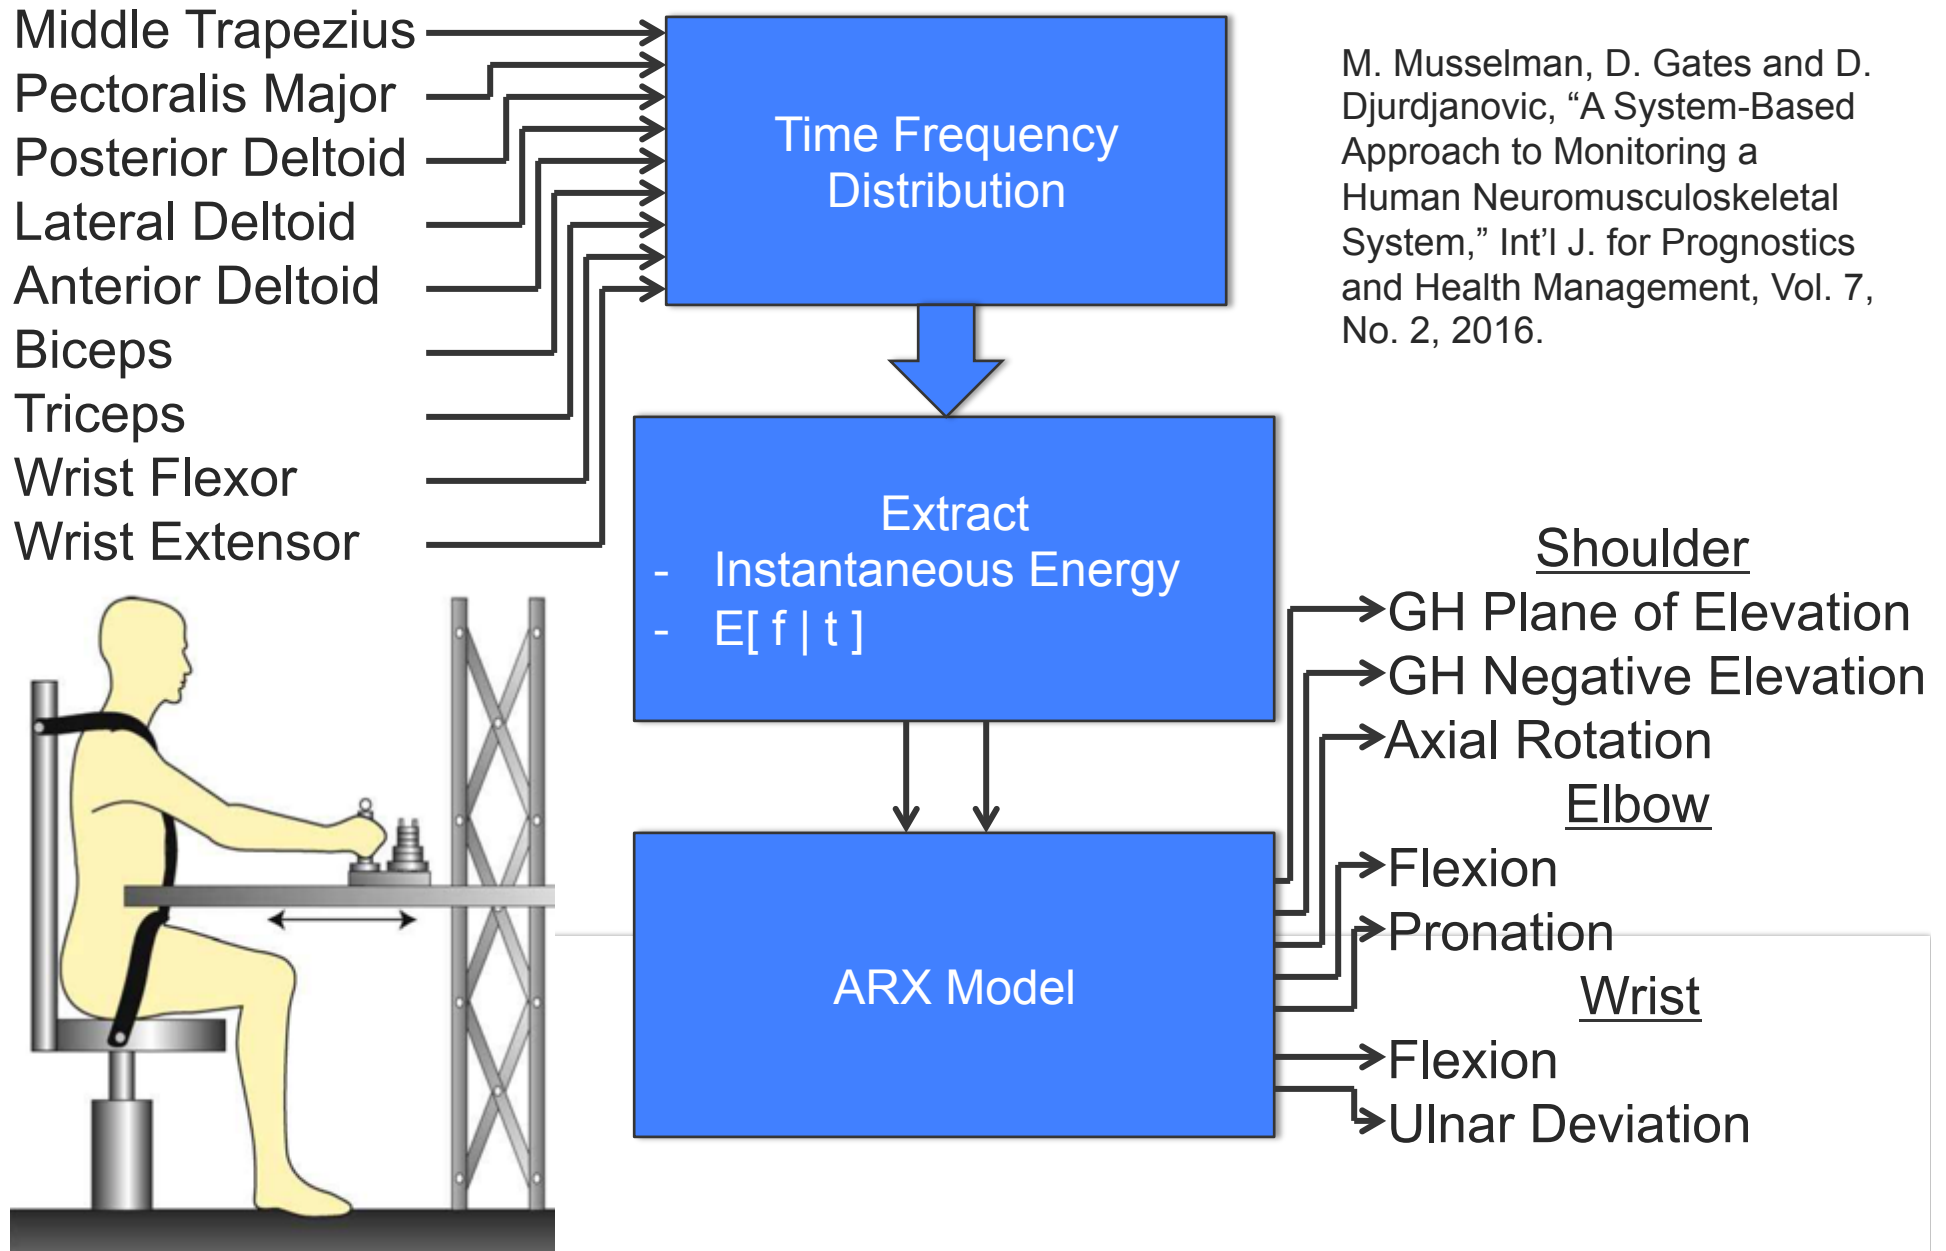 Middle Trapezius
Pectoralis Major
Posterior Deltoid
Lateral Deltoid
Anterior Deltoid
Biceps
Triceps
Wrist Flexor
Wrist Extensor
Time Frequency
Distribution
M. Musselman, D. Gates and D.
Djurdjanovic, “A System-Based
Approach to Monitoring a
Human Neuromusculoskeletal
System,” Int’l J. for Prognostics
and Health Management, Vol. 7,
No. 2, 2016.
Extract
- Instantaneous Energy
- E[ f | t ]
ARX Model
Shoulder
GH Plane of Elevation
GH Negative Elevation
Axial Rotation
Elbow
Flexion
Pronation
Wrist
Flexion
Ulnar Deviation